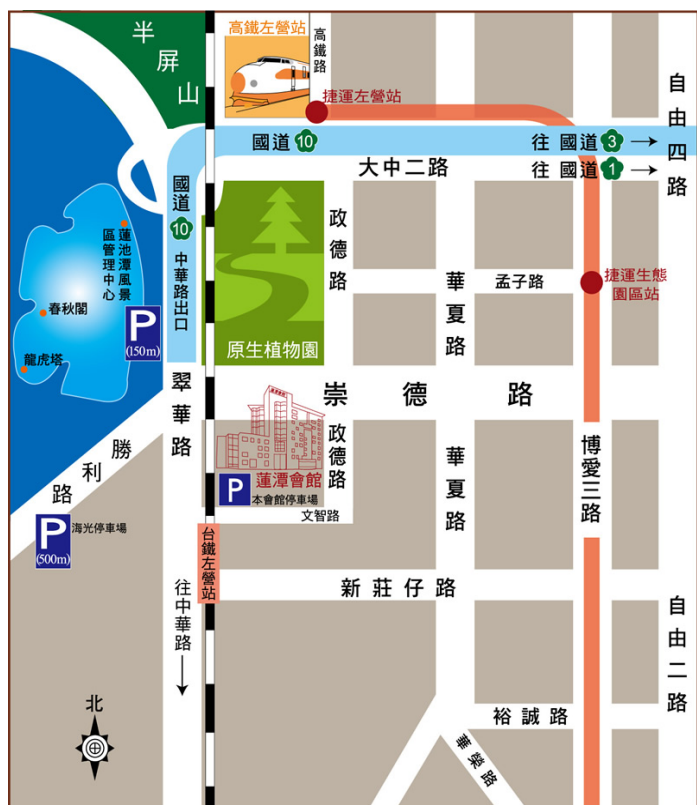 半屏山
高鐵左營站
高鐵路
捷運左營站
自由四路
國道 10
往 國道 3
大中二路
往 國道 1
國道 10 中華路出口
政德路
蓮池潭風景
區管理中心
華夏路
孟子路
捷運生態
園區站
春秋閣
P
(150m)
龍虎塔
原生植物園
翠華路
崇德路
勝利路
蓮潭會館
P
本會館停車場
政德路
華夏路
博愛三路
文智路
P
(500m)
海光停車場
台鐵左營站
往中華路
新莊仔路
自由二路
北
裕誠路
華榮路